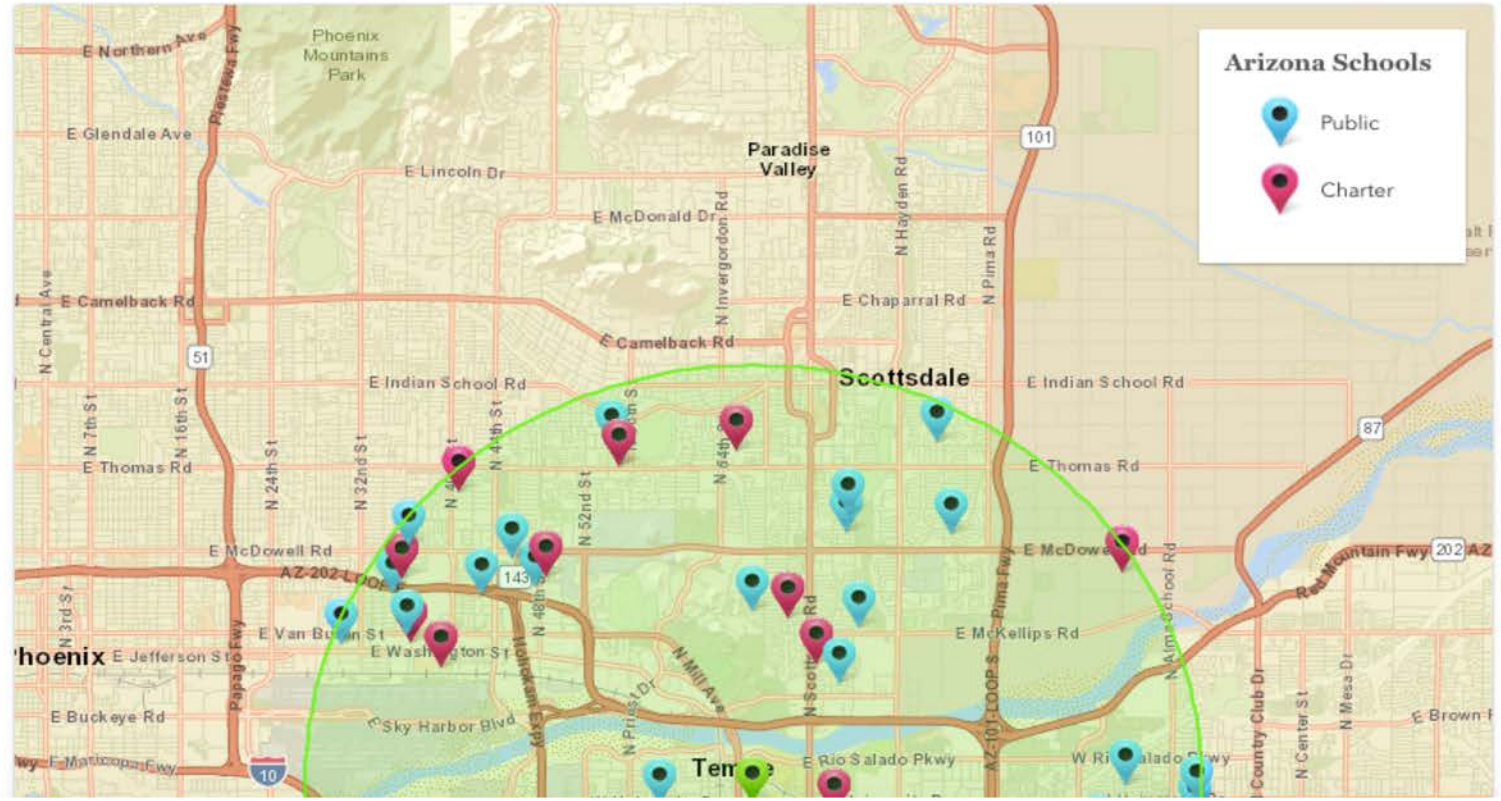 E Northern Ave
Piestewa Fwy
Phoenix
Mountains
Park
Arizona Schools
Public
Charter
E Glendale Ave
101
Paradise
Valley
E Lincoln Dr
N Hayden Rd
E McDonald Dr
N Invergordon Rd
N Pima Rd
N Central Ave
E Camelback Rd
E Chaparral Rd
E Camelback Rd
51
Scottsdale
E Indian School Rd
E Indian School Rd
N 7th St
N 16th St
N 44th St
87
E Thomas Rd
N 24th St
N 32nd St
N 64th
N 52nd St
E Thomas Rd
E McDowell Rd
E McDowe
202
AZ
Red Mountain Fwy
AZ-202 LOOP
143
N 48th S
Pima Fwy
N Alma School Rd
N 3rd St
E Van Buren St
E McKellips Rd
Phoenix
E Jefferson St
E Washington St
Papago Fwy
Hohokam Expy
N Mill Ave
N Scott
Rd
AZ-101 LOOP S
N Country Club Dr
N Center St
N Mesa Dr
E Buckeye Rd
E Sky Harbor Blvd
N Priest Dr
E Brown
wy
E Maricopa Fwy
10
Tempe
E Rio Salado Pkwy
W Rio Salado Pkwy